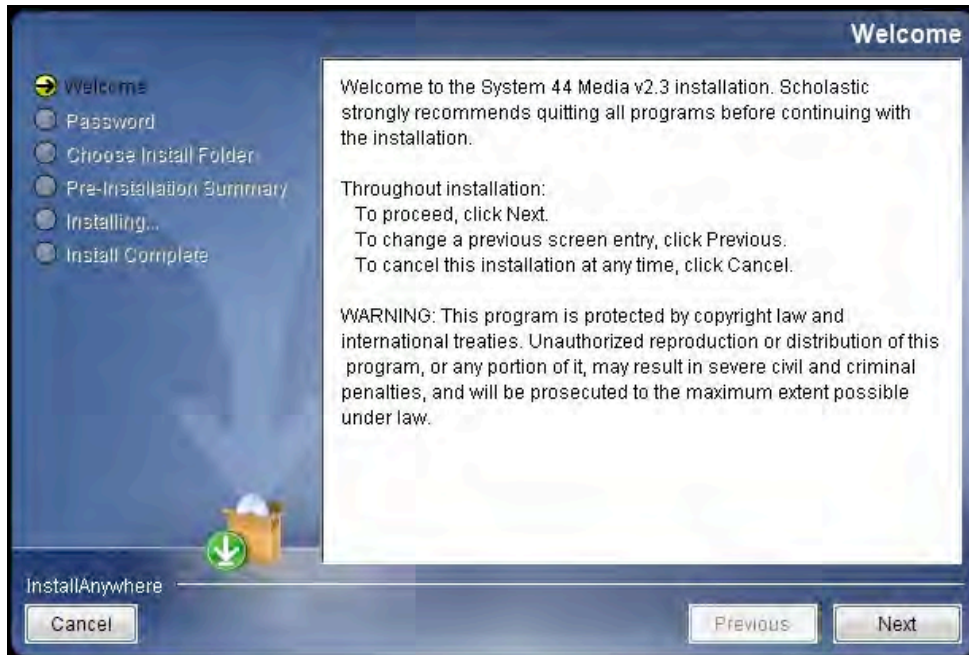 Welcome
Welcome
Password
Choose Install Folder
Pre-Installation Summary
Installing...
Install Complete
Welcome to the System 44 Media v2.3 installation. Scholastic
strongly recommends quitting all programs before continuing with
the installation.
Throughout installation:
To proceed, click Next.
To change a previous screen entry, click Previous.
To cancel this installation at any time, click Cancel.
WARNING: This program is protected by copyright law and
international treaties. Unauthorized reproduction or distribution of this
program, or any portion of it, may result in severe civil and criminal
penalties, and will be prosecuted to the maximum extent possible
under law.
InstallAnywhere
Cancel
Previous
Next